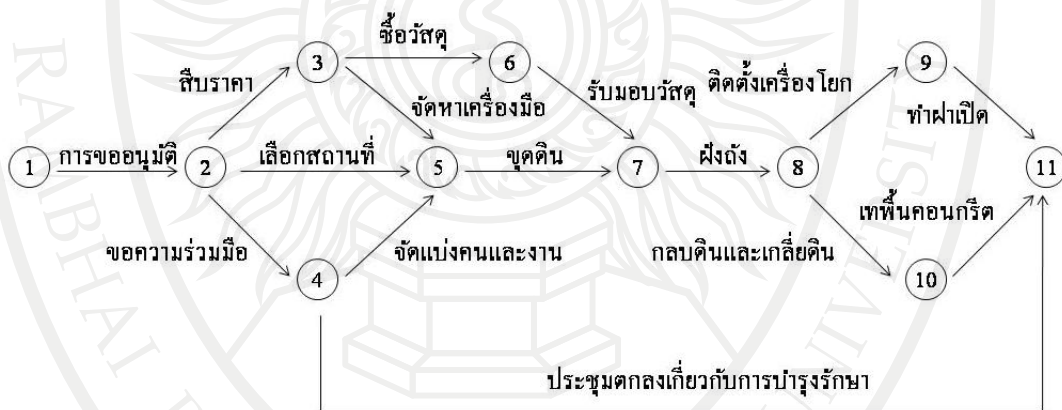 ซื้อวัสดุ
3
6
9
สืบราคา
จัดหาเครื่องมือ
รับมอบวัสดุ
ติดตั้งเครื่องโยก
ทำฝาเปิด
1
การขออนุมัติ
2
เลือกสถานที่
5
ขุดดิน
7
ฝังถัง
8
11
เทพื้นคอนกรีต
ขอความร่วมมือ
จัดแบ่งคนและงาน
กลบดินและเกลี่ยดิน
4
10
ประชุมตกลงเกี่ยวกับการบำรุงรักษา